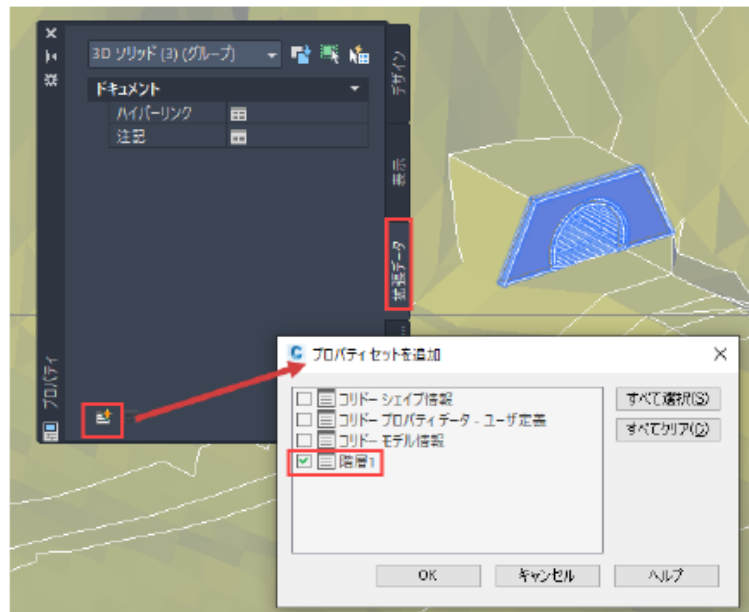 3D ソリッド (3) (グループ)
ドキュメント
ハイパーリンク
注記
デザイン
表示
拡張データ
プロパティ
プロパティ セットを追加
コリドー シェイプ情報
コリドー プロパティ データ - ユーザ定義
コリドー モデル情報
階層1
すべて選択(S)
すべてクリア(C)
OK
キャンセル
ヘルプ